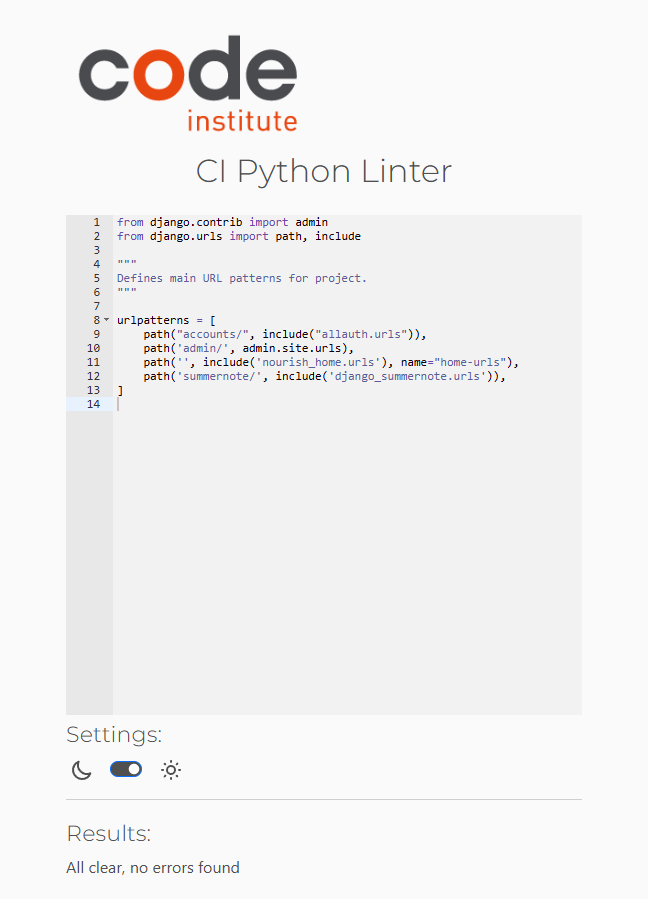 code
institute
CI Python Linter
1 from django.contrib import admin
2 from django.urls import path, include
3
4 """
5 Defines main URL patterns for project.
6 """
7
8 urlpatterns = [
9     path("accounts/", include("allauth.urls")),
10     path('admin/', admin.site.urls),
11     path('', include('nourish_home.urls'), name="home-urls"),
12     path('summernote/', include('django_summernote.urls')),
13 ]
14
Settings:
Results:
All clear, no errors found